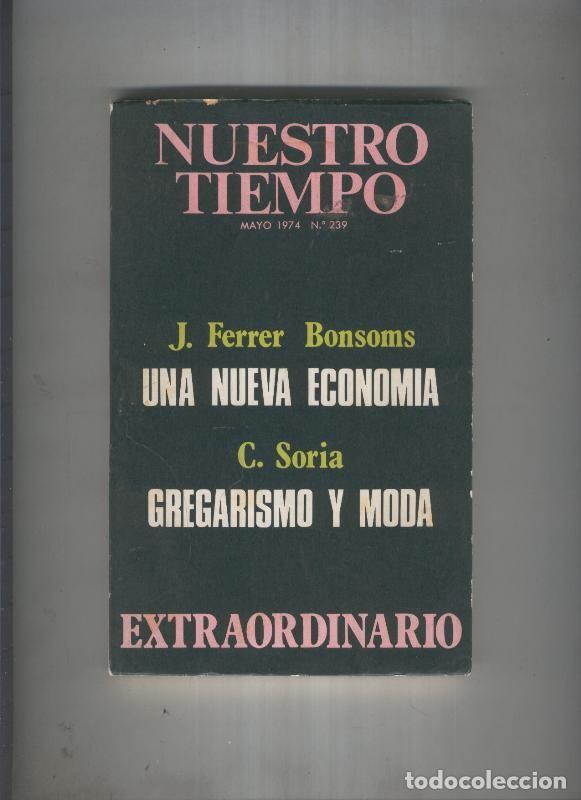 NUESTRO
TIEMPO
MAYO 1974 N.º 239
J. Ferrer Bonsoms
UNA NUEVA ECONOMIA
C. Soria
GREGARISMO Y MODA
EXTRAORDINARIO
todocoleccion